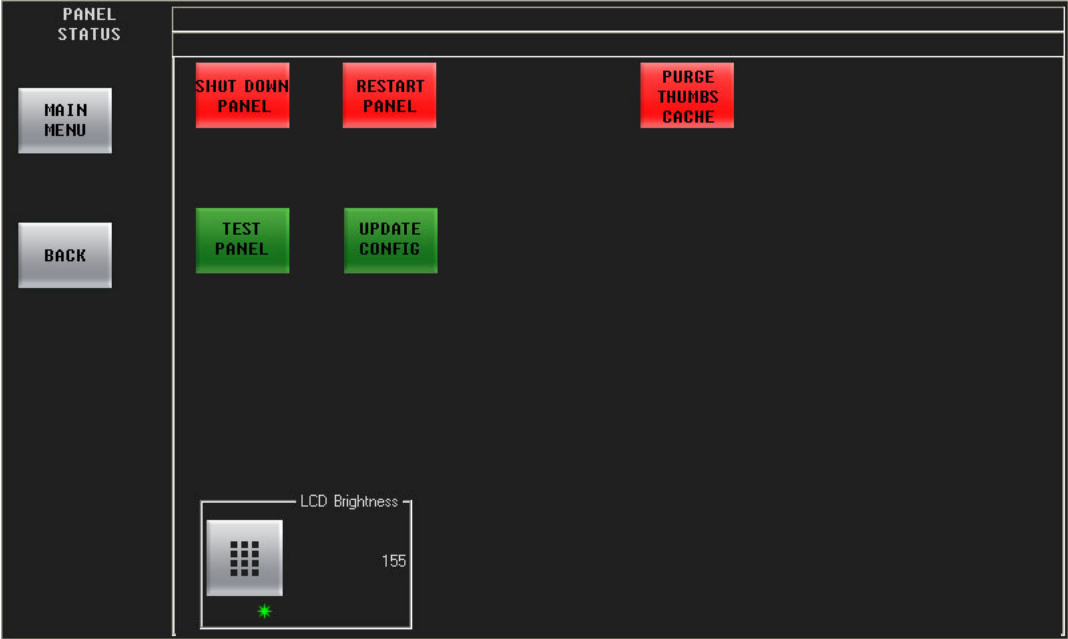 PANEL
STATUS
MAIN
MENU
BACK
SHUT DOWN
PANEL
RESTART
PANEL
PURGE
THUMBS
CACHE
TEST
PANEL
UPDATE
CONFIG
LCD Brightness
155